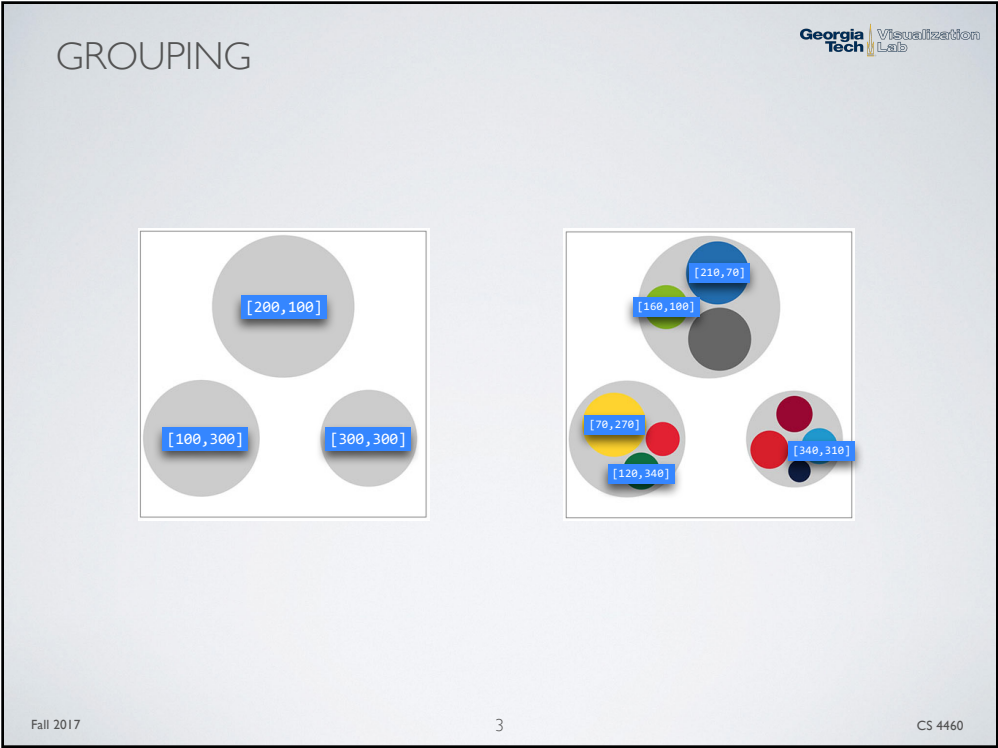 GROUPING
Georgia Tech
Visualization Lab
[200,100]
[100,300]
[300,300]
[210,70]
[160,100]
[70,270]
[120,340]
[340,310]
Fall 2017
3
CS 4460